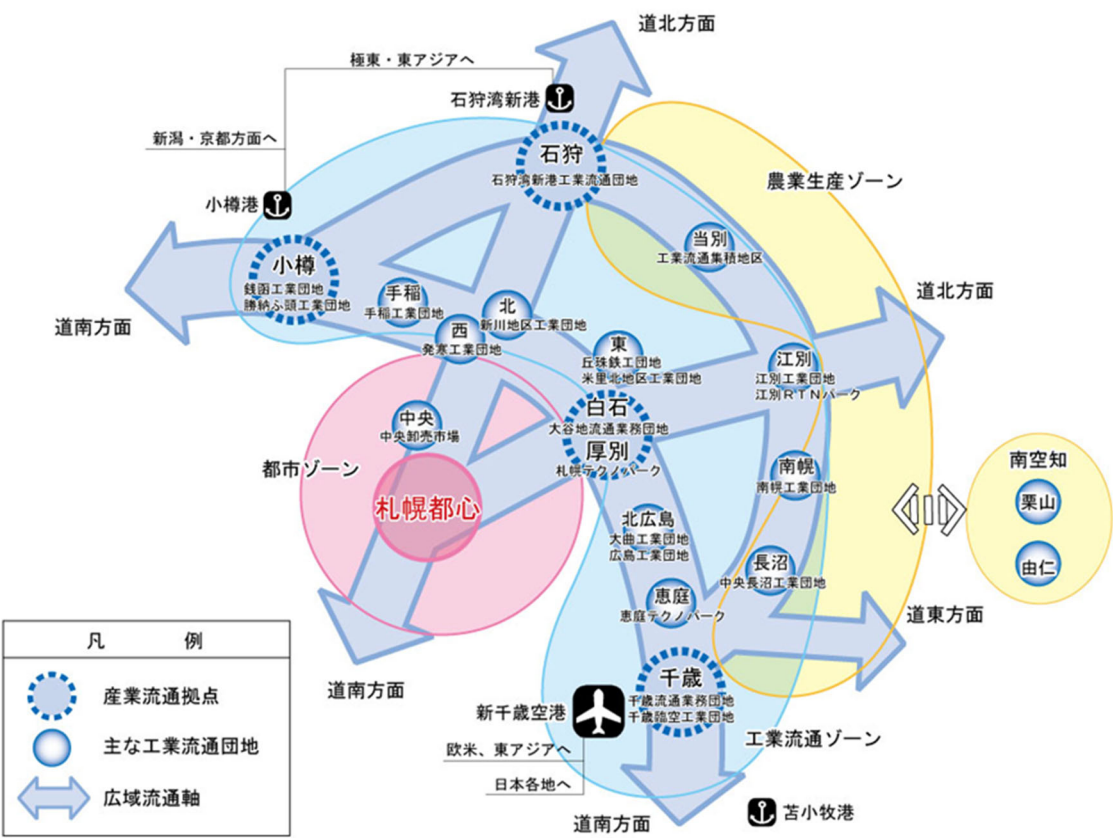 道北方面
極東・東アジアへ
石狩湾新港
新潟・京都方面へ
石狩
石狩湾新港工業流通団地
農業生産ゾーン
小樽港
当別
工業流通集積地区
小樽
銭函工業団地
勝納ふ頭工業団地
手稲
手稲工業団地
北
新川地区工業団地
道北方面
道南方面
西
発寒工業団地
東
丘珠鉄工団地
米里北地区工業団地
江別
江別工業団地
江別RTNパーク
白石
大谷地流通業務団地
厚別
札幌テクノパーク
中央
中央卸売市場
都市ゾーン
札幌都心
南幌
南幌工業団地
南空知
栗山
由仁
北広島
大曲工業団地
広島工業団地
長沼
中央長沼工業団地
恵庭
恵庭テクノパーク
道東方面
千歳
千歳流通業務団地
千歳臨空工業団地
新千歳空港
欧米、東アジアへ
日本各地へ
工業流通ゾーン
道南方面
道南方面
苫小牧港
凡 例
産業流通拠点
主な工業流通団地
広域流通軸